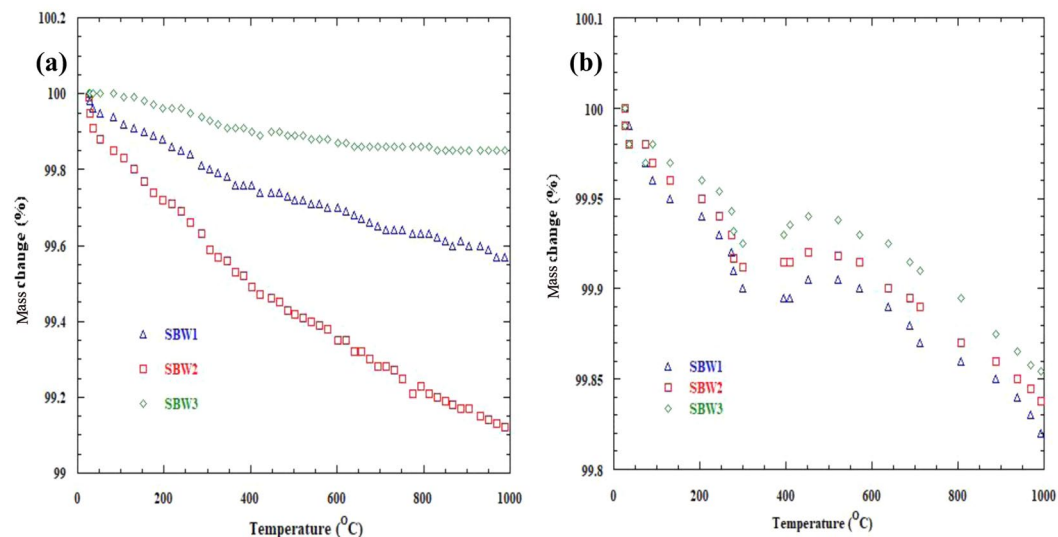 (a)
100.2
100
99.8
99.6
99.4
99.2
99
Mass change (%)
SBW1
SBW2
SBW3
0 200 400 600 800 1000
Temperature (°C)
(b)
100.1
100
99.95
99.9
99.85
99.8
Mass change (%)
SBW1
SBW2
SBW3
0 200 400 600 800 1000
Temperature (°C)